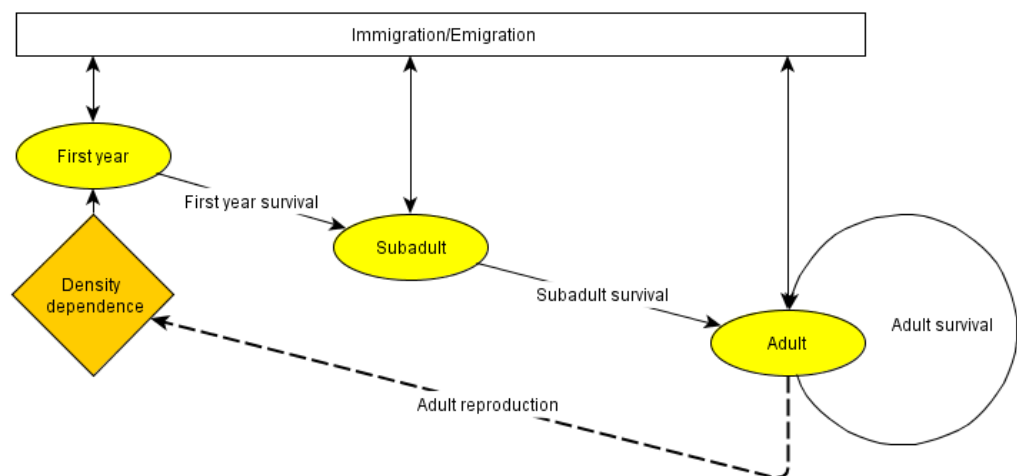 Immigration/Emigration
First year
First year survival
Subadult
Density
dependence
Subadult survival
Adult survival
Adult
Adult reproduction